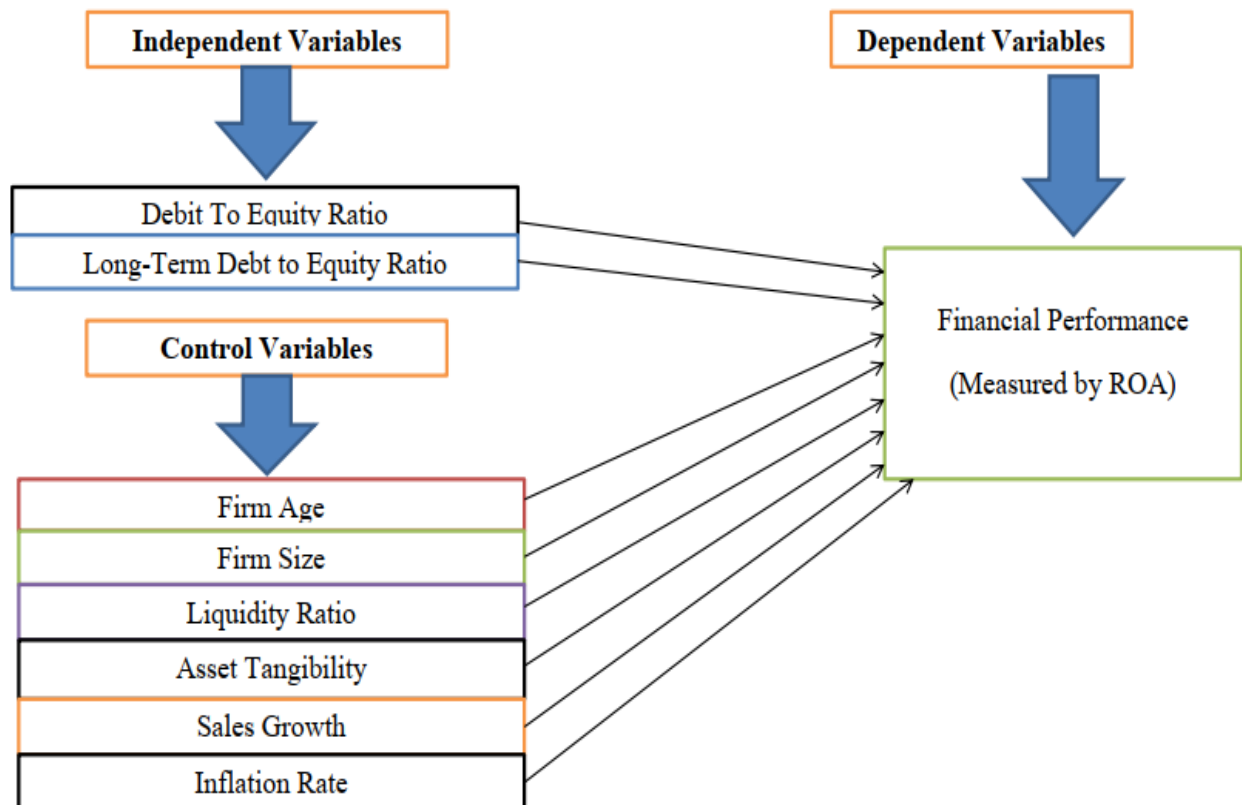 Independent Variables
Dependent Variables
Debit To Equity Ratio
Long-Term Debt to Equity Ratio
Control Variables
Financial Performance
(Measured by ROA)
Firm Age
Firm Size
Liquidity Ratio
Asset Tangibility
Sales Growth
Inflation Rate